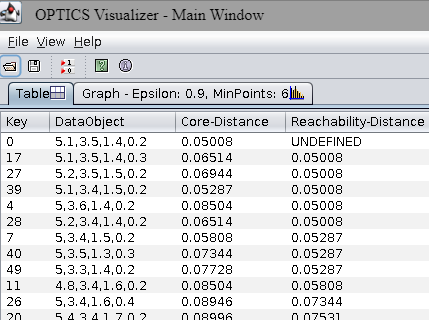 OPTICS Visualizer - Main Window
File View Help
Table Graph - Epsilon: 0.9, MinPoints: 6
Key DataObject Core-Distance Reachability-Distance
0 5.1,3.5,1.4,0.2 0.05008 UNDEFINED
17 5.1,3.5,1.4,0.3 0.06514 0.05008
27 5.2,3.5,1.5,0.2 0.06944 0.05008
39 5.1,3.4,1.5,0.2 0.05287 0.05008
4 5,3.6,1.4,0.2 0.08504 0.05008
28 5.2,3.4,1.4,0.2 0.06514 0.05008
7 5,3.4,1.5,0.2 0.05808 0.05287
40 5,3.5,1.3,0.3 0.07344 0.05287
49 5,3.3,1.4,0.2 0.07728 0.05287
11 4.8,3.4,1.6,0.2 0.08504 0.05808
26 5,3.4,1.6,0.4 0.08946 0.07344
20 5.4,3.4,1.7,0.2 0.08996 0.07531